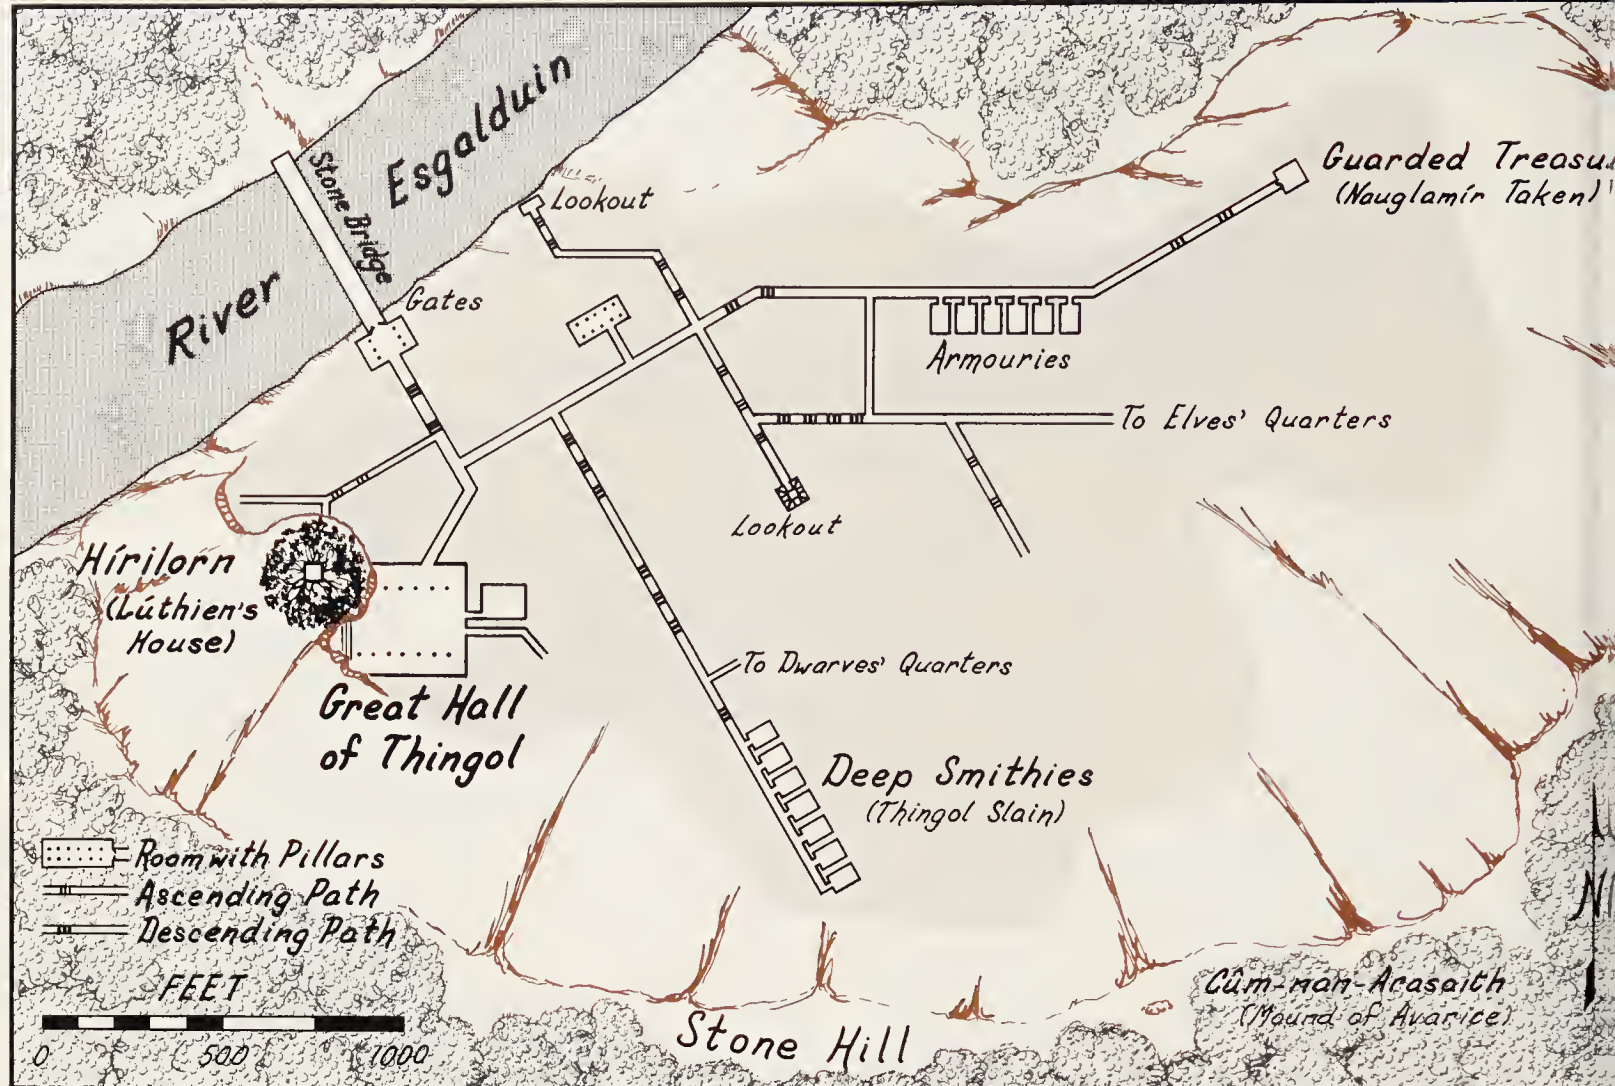 River
Esgalduin
Stone Bridge
Lookout
Guarded Treasu
(Nauglamír Taken)
Gates
Armouries
To Elves' Quarters
Lookout
Hírilorn
(Lúthien's
House)
To Dwarves' Quarters
Great Hall
of Thingol
Deep Smithies
(Thingol Slain)
Room with Pillars
Ascending Path
Descending Path
FEET
0 500 1000
Stone Hill
Cûm-nan-Arasaith
(Mound of Avarice)
N